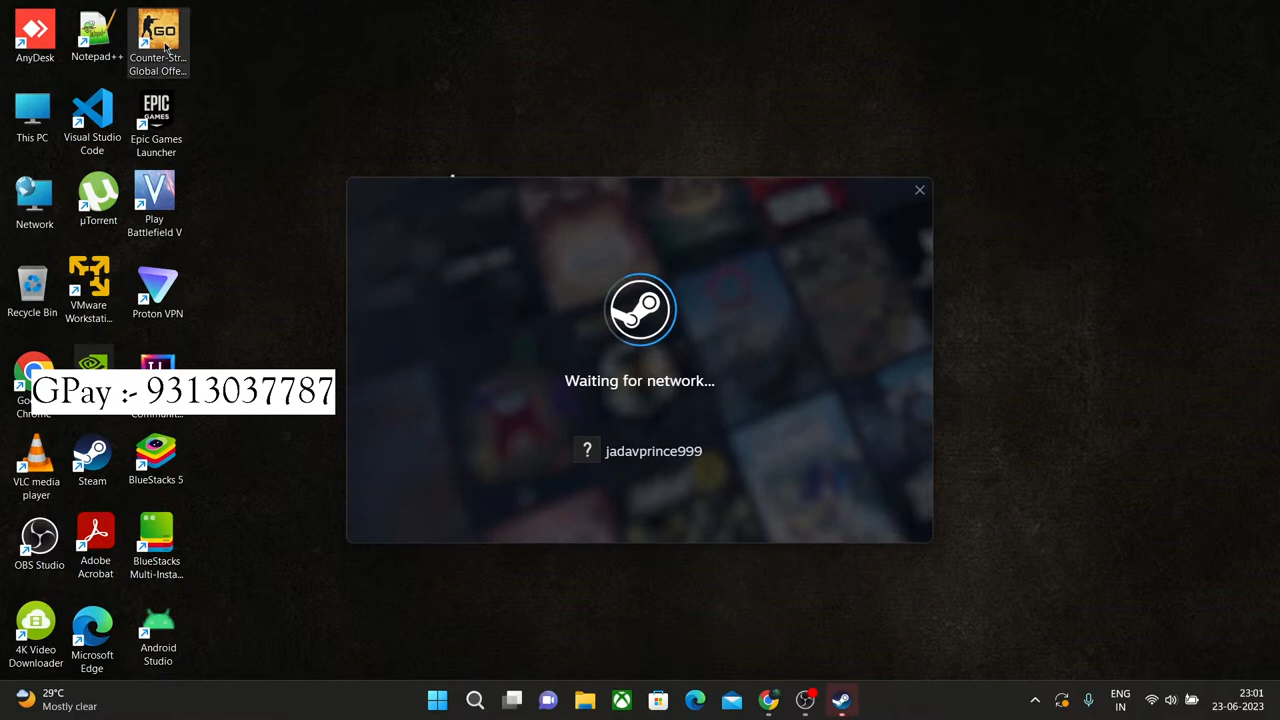 AnyDesk
Notepad++
Counter-Str...
Global Offe...
This PC
Visual Studio
Code
EPIC
GAMES
Epic Games
Launcher
Network
µTorrent
Play
Battlefield V
Recycle Bin
VMware
Workstati...
Proton VPN
GPay :- 9313037787
VLC media
player
Steam
BlueStacks 5
OBS Studio
Adobe
Acrobat
BlueStacks
Multi-Insta...
4K Video
Downloader
Microsoft
Edge
Android
Studio
Waiting for network...
? jadavprince999
29°C
Mostly clear
ENG
IN
23:01
23-06-2023